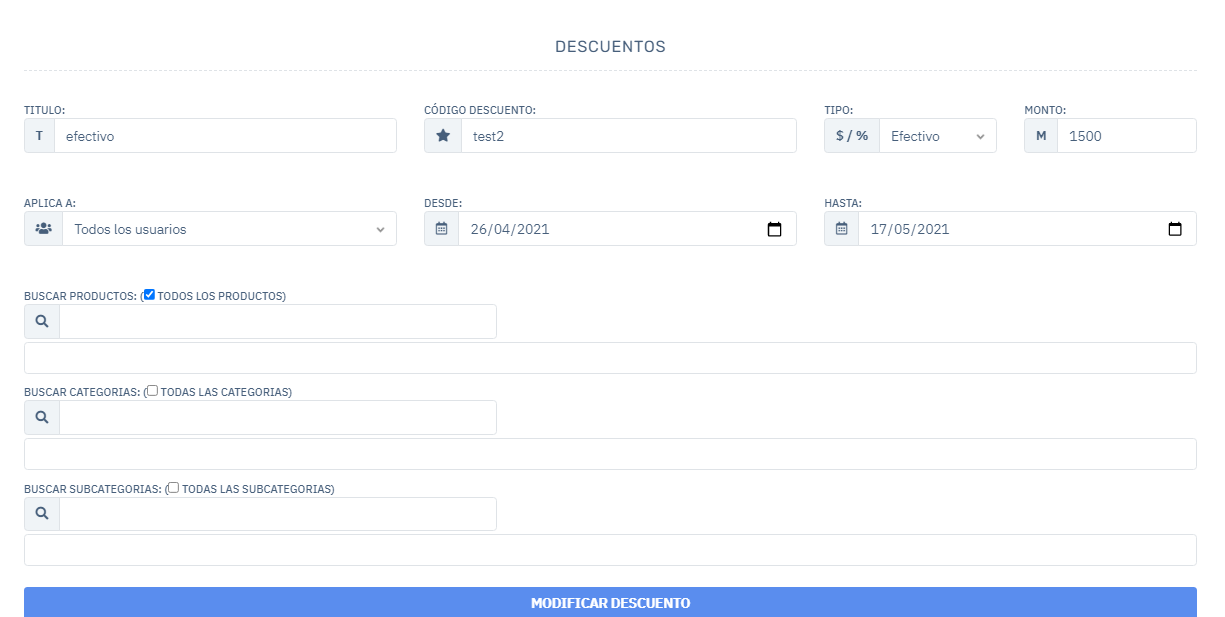 DESCUENTOS
TITULO: CÓDIGO DESCUENTO: TIPO: MONTO:
T efectivo test2 $ / % Efectivo M 1500
APLICA A: DESDE: HASTA:
Todos los usuarios 26/04/2021 17/05/2021
BUSCAR PRODUCTOS: ( TODOS LOS PRODUCTOS)
BUSCAR CATEGORIAS: ( TODAS LAS CATEGORIAS)
BUSCAR SUBCATEGORIAS: ( TODAS LAS SUBCATEGORIAS)
MODIFICAR DESCUENTO